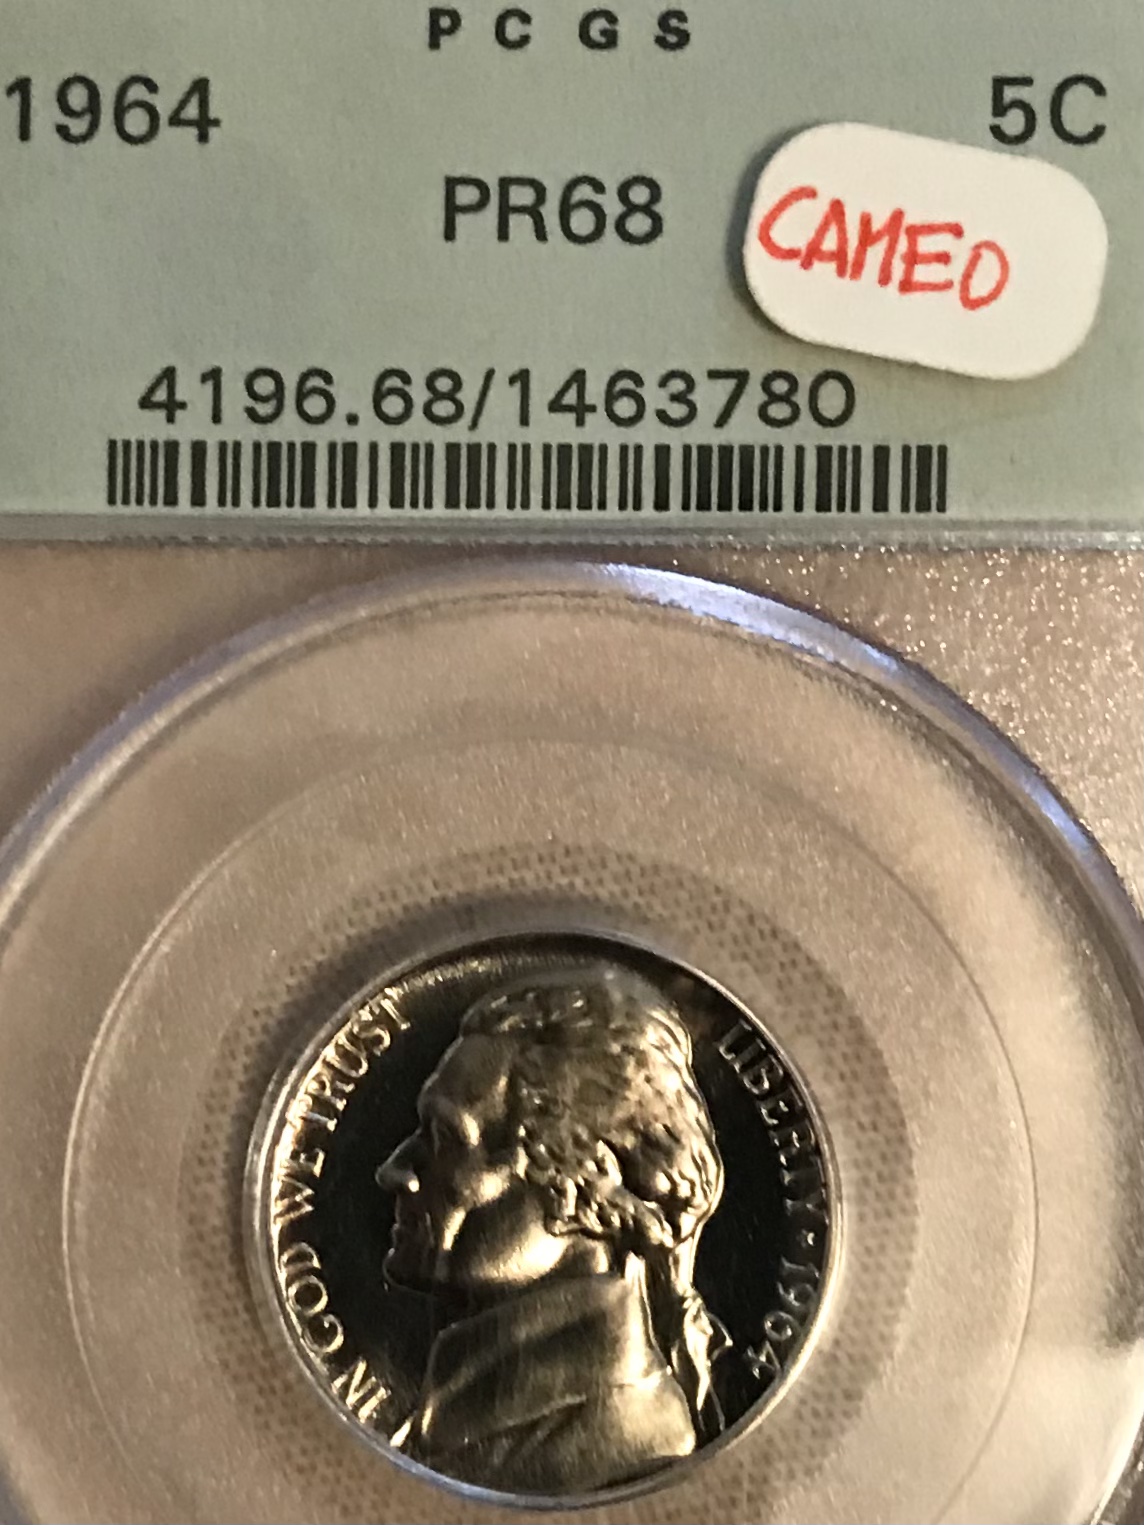 P C G S
1964 5C
PR68
CAMEO
4196.68/1463780
IN GOD WE TRUST
LIBERTY · 1964